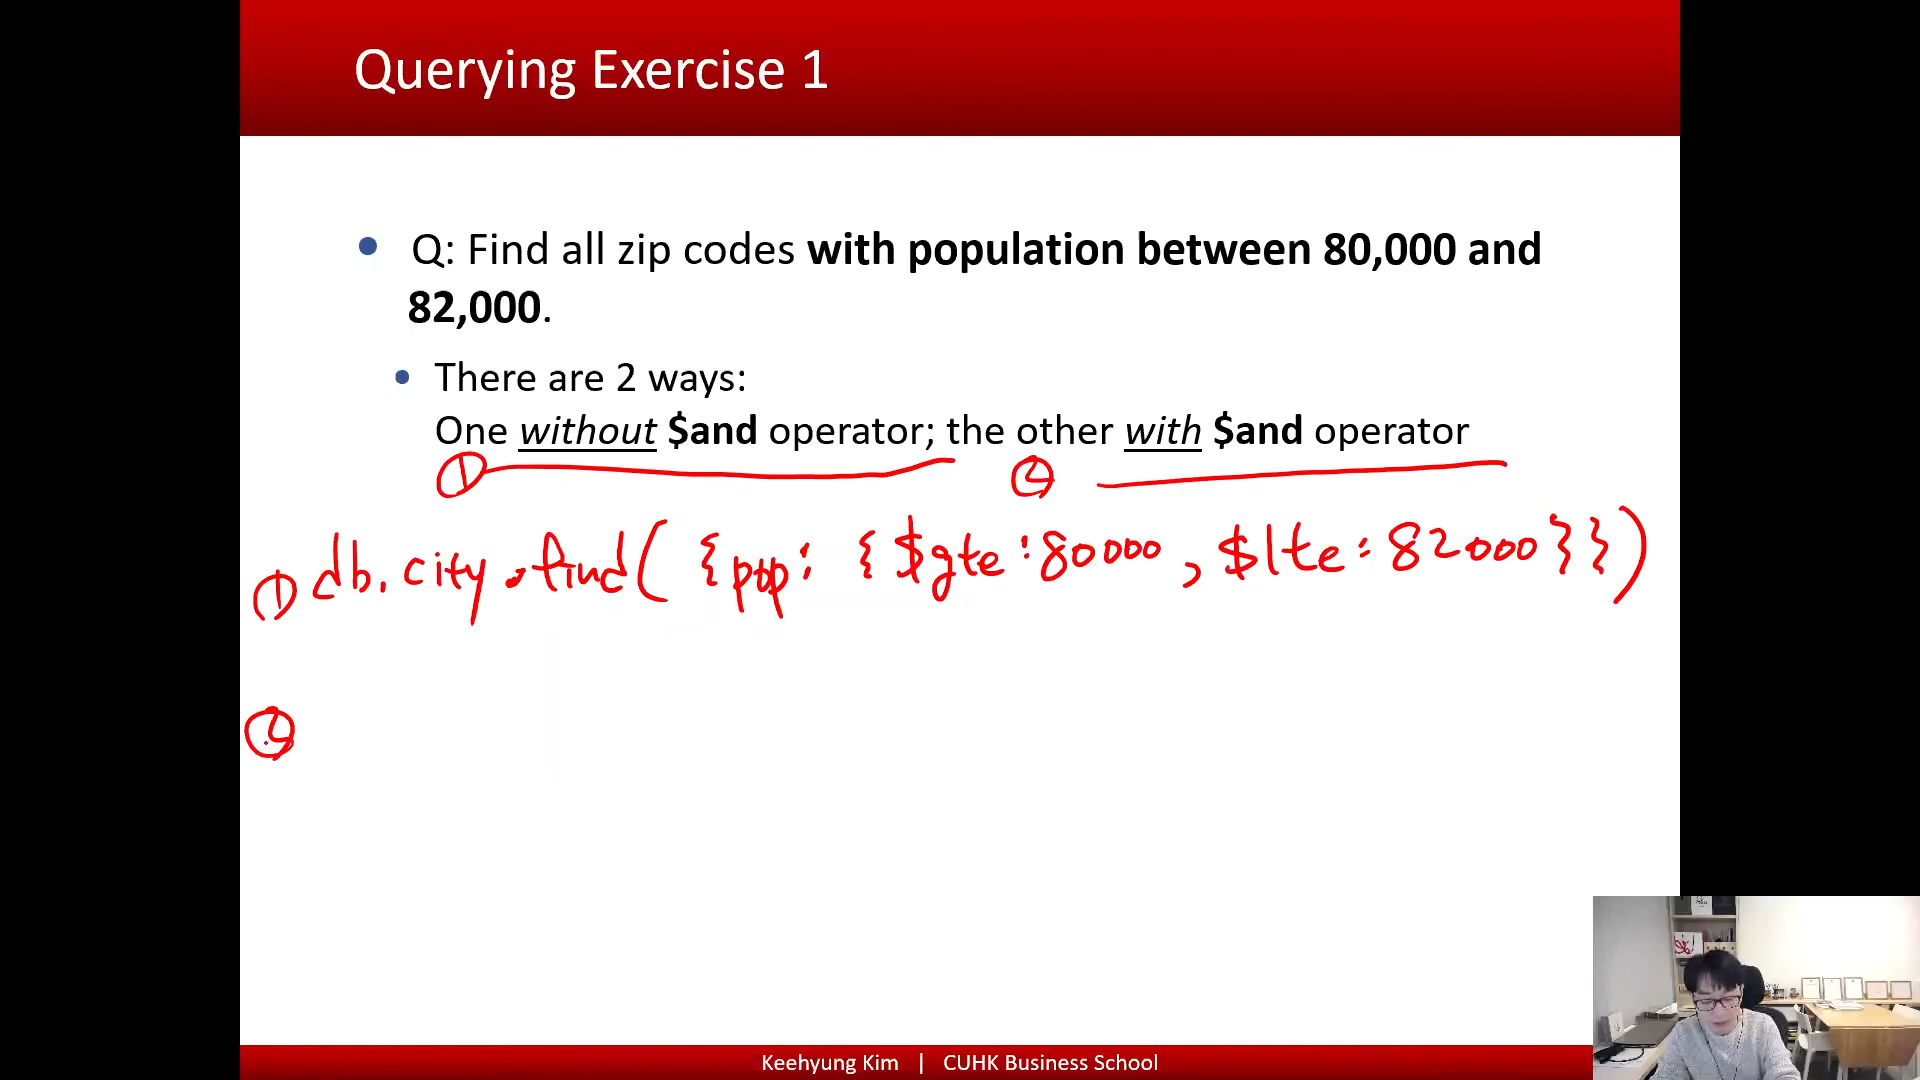 Querying Exercise 1
• Q: Find all zip codes with population between 80,000 and
82,000.
• There are 2 ways:
One without $and operator; the other with $and operator
① ②
① db.city.find( {pop: {$gte:80000, $lte:82000}})
②
Keehyung Kim | CUHK Business School